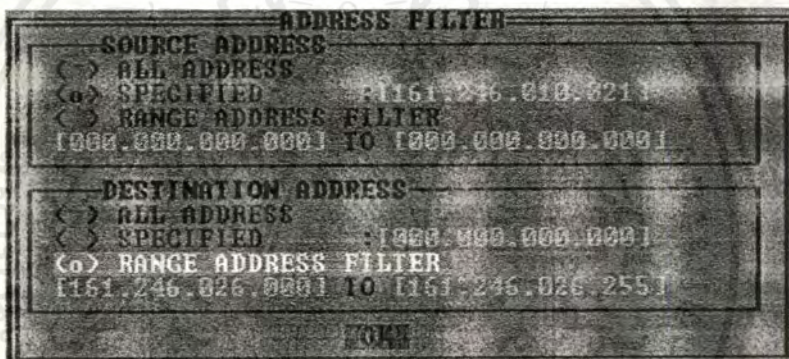 ADDRESS FILTER
SOURCE ADDRESS
( ) ALL ADDRESS
(o) SPECIFIED :[161.246.010.021]
( ) RANGE ADDRESS FILTER
[000.000.000.000] TO [000.000.000.000]
DESTINATION ADDRESS
( ) ALL ADDRESS
( ) SPECIFIED :[000.000.000.000]
(o) RANGE ADDRESS FILTER
[161.246.026.000] TO [161.246.026.255]